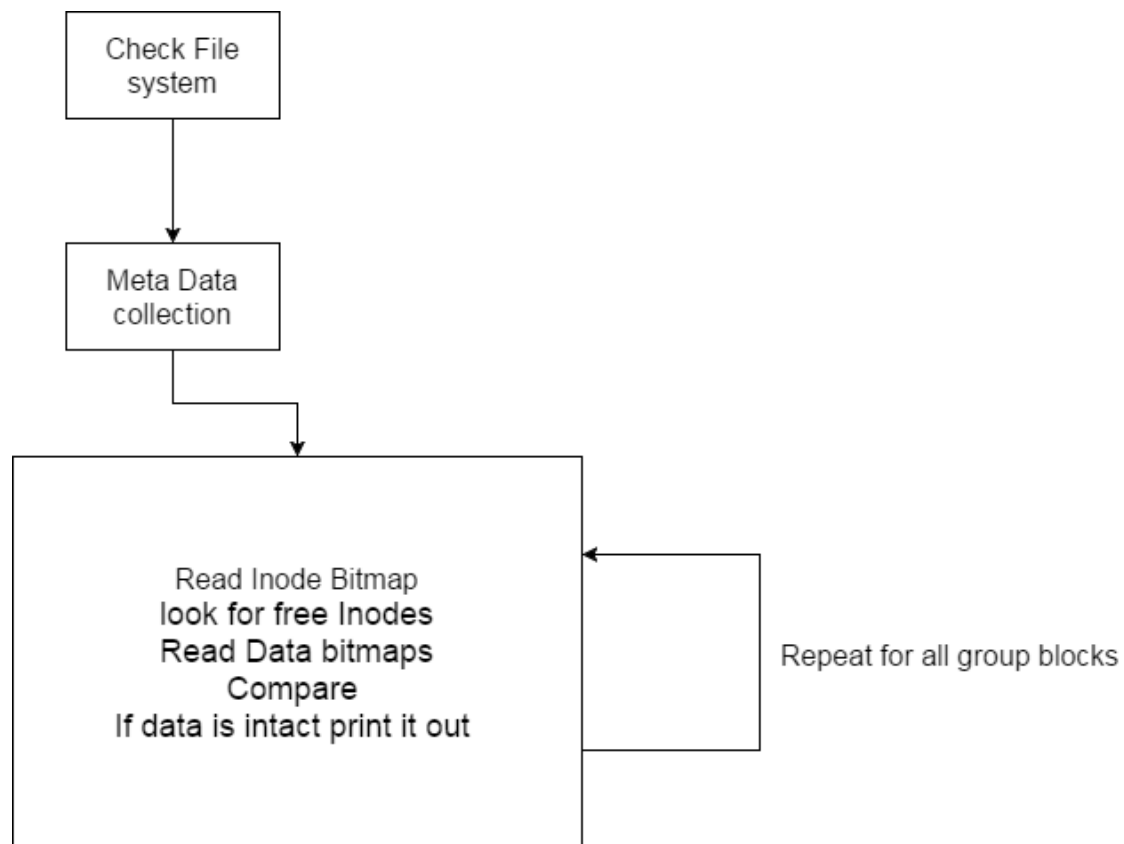 Check File
system
Meta Data
collection
Read Inode Bitmap
look for free Inodes
Read Data bitmaps
Compare
If data is intact print it out
Repeat for all group blocks